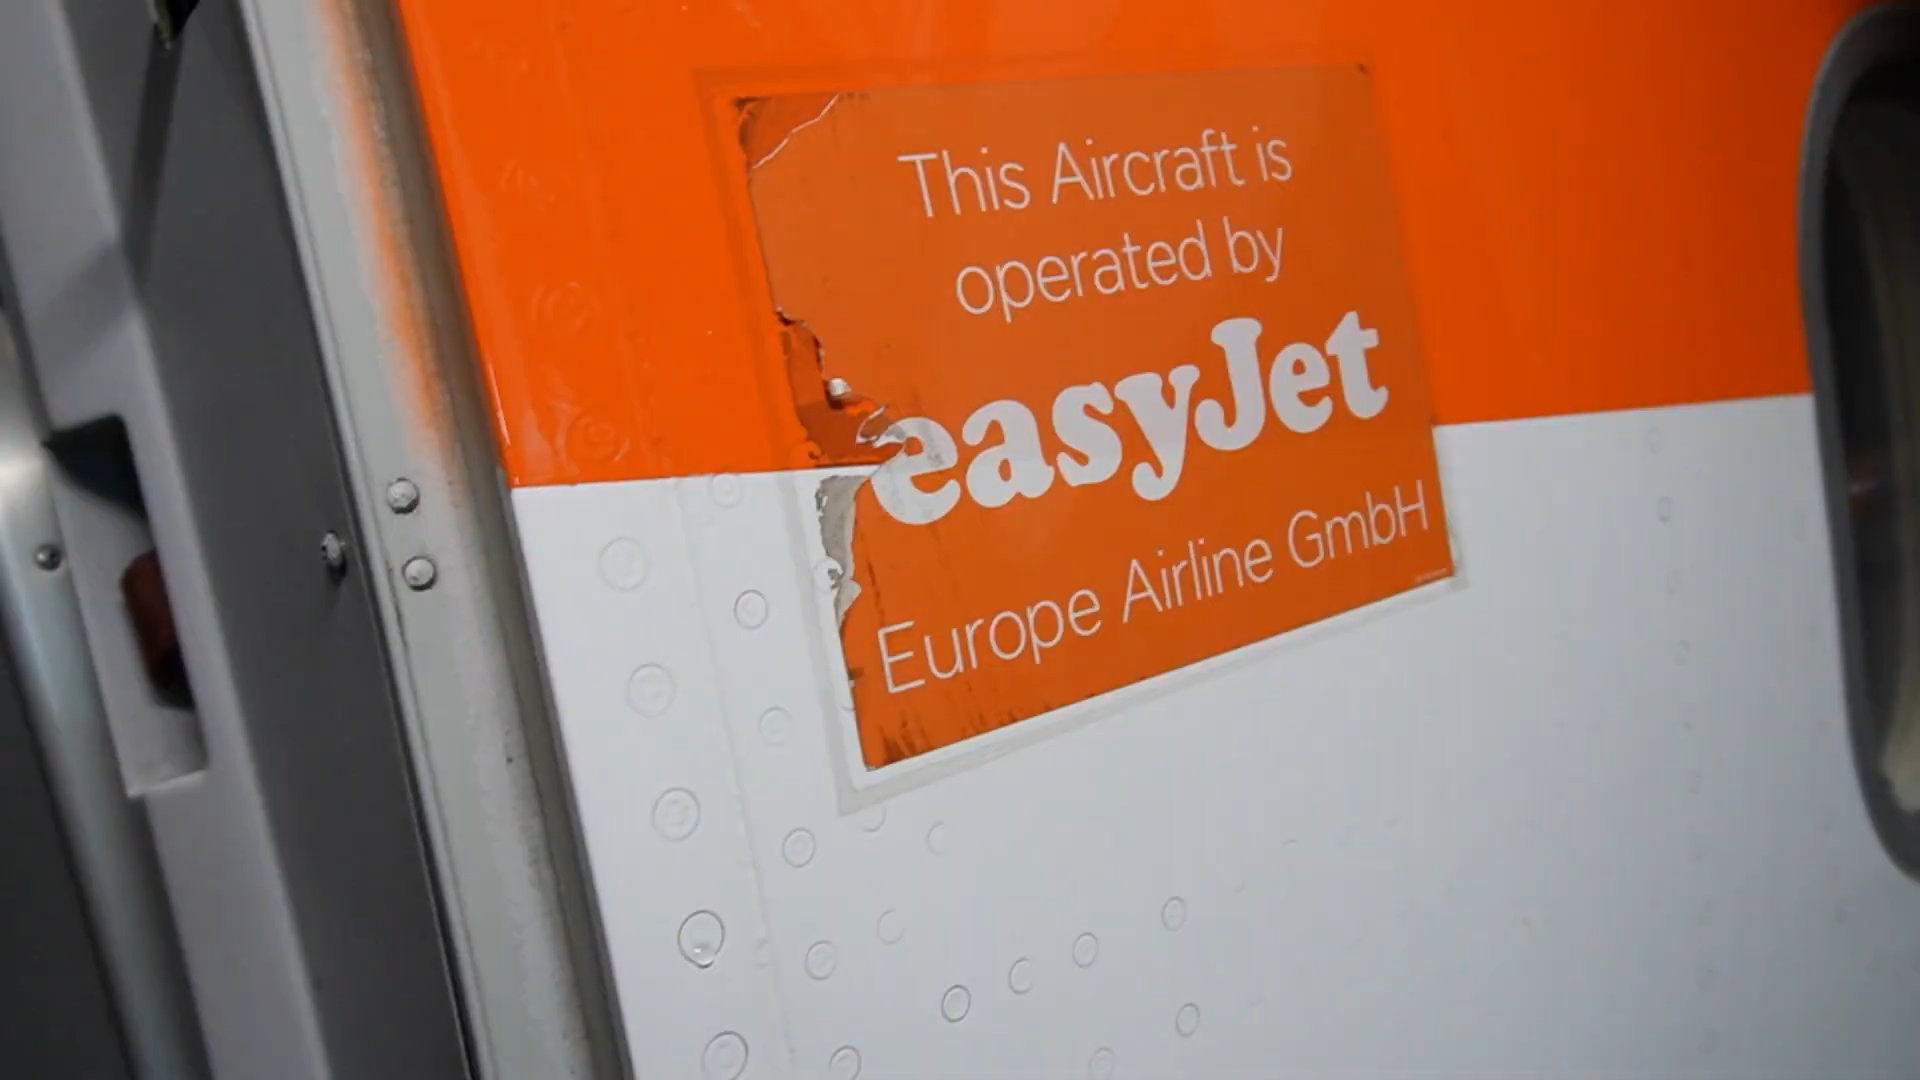 This Aircraft is
operated by
easyJet
Europe Airline GmbH